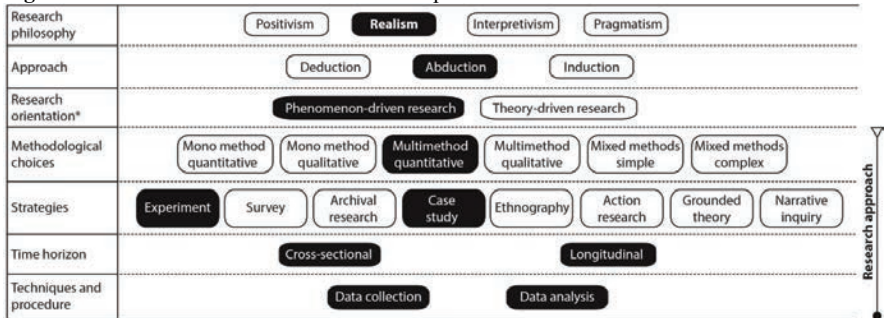 Research
philosophy
Positivism Realism Interpretivism Pragmatism
Approach
Deduction Abduction Induction
Research
orientation*
Phenomenon-driven research Theory-driven research
Methodological
choices
Mono method
quantitative
Mono method
qualitative
Multimethod
quantitative
Multimethod
qualitative
Mixed methods
simple
Mixed methods
complex
Strategies
Experiment
Survey
Archival
research
Case
study
Ethnography
Action
research
Grounded
theory
Narrative
inquiry
Time horizon
Cross-sectional Longitudinal
Techniques and
procedure
Data collection Data analysis
Research approach